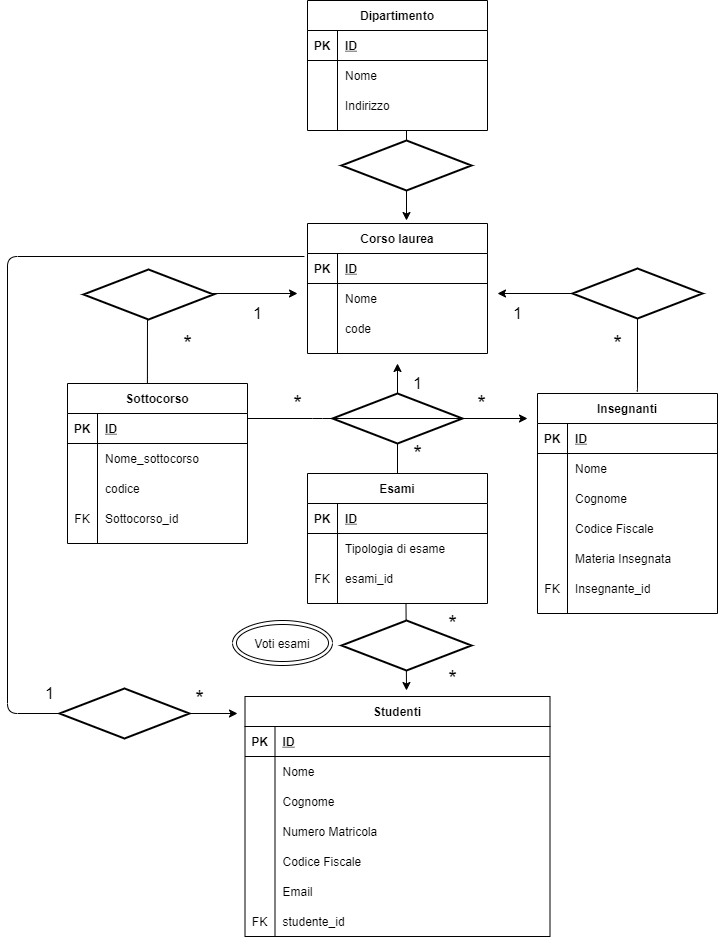 Dipartimento
PK ID
Nome
Indirizzo
Corso laurea
PK ID
Nome
code
1
*
1
*
Sottocorso
PK ID
Nome_sottocorso
codice
FK Sottocorso_id
*
1
*
*
Insegnanti
PK ID
Nome
Cognome
Codice Fiscale
Materia Insegnata
FK Insegnante_id
Esami
PK ID
Tipologia di esame
FK esami_id
Voti esami
*
*
1
*
Studenti
PK ID
Nome
Cognome
Numero Matricola
Codice Fiscale
Email
FK studente_id